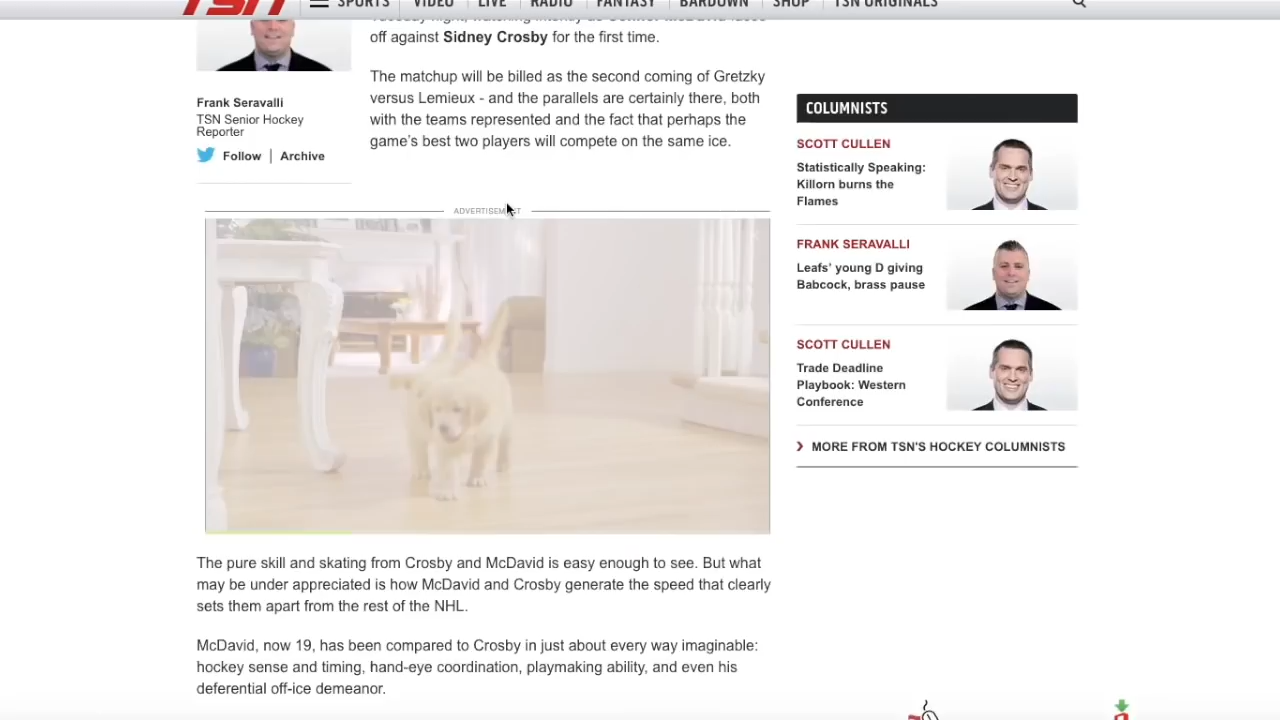 TSN SPORTS VIDEO LIVE RADIO FANTASY BARDOWN SHOP TSN ORIGINALS
off against Sidney Crosby for the first time.
The matchup will be billed as the second coming of Gretzky
versus Lemieux - and the parallels are certainly there, both
with the teams represented and the fact that perhaps the
game's best two players will compete on the same ice.
Frank Seravalli
TSN Senior Hockey
Reporter
Follow | Archive
ADVERTISEMENT
The pure skill and skating from Crosby and McDavid is easy enough to see. But what
may be under appreciated is how McDavid and Crosby generate the speed that clearly
sets them apart from the rest of the NHL.
McDavid, now 19, has been compared to Crosby in just about every way imaginable:
hockey sense and timing, hand-eye coordination, playmaking ability, and even his
deferential off-ice demeanor.
COLUMNISTS
SCOTT CULLEN
Statistically Speaking:
Killorn burns the
Flames
FRANK SERAVALLI
Leafs' young D giving
Babcock, brass pause
SCOTT CULLEN
Trade Deadline
Playbook: Western
Conference
MORE FROM TSN'S HOCKEY COLUMNISTS